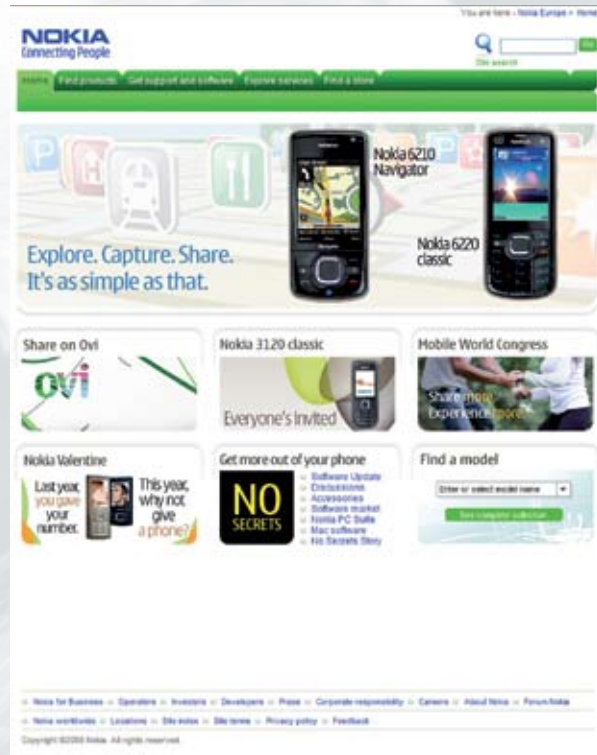 You are here › Nokia Europe › Home
NOKIA
Connecting People
Go
Site search
Home Find products Get support and software Explore services Find a store
Nokia 6210
Navigator
Nokia 6220
classic
Explore. Capture. Share.
It's as simple as that.
Share on Ovi
ovi
Nokia 3120 classic
Everyone's Invited
Mobile World Congress
Share more.
Experience more.
Nokia Valentine
Last year,
you gave
your
number.
This year,
why not
give
a phone?
Get more out of your phone
NO
SECRETS
Software Update
Discussions
Accessories
Software market
Nokia PC Suite
Mac software
No Secrets Story
Find a model
Enter or select model name
See complete selection
Nokia for Business Operators Investors Developers Press Corporate responsibility Careers About Nokia Forum Nokia
Nokia worldwide Locations Site index Site terms Privacy policy Feedback
Copyright ©2008 Nokia. All rights reserved.